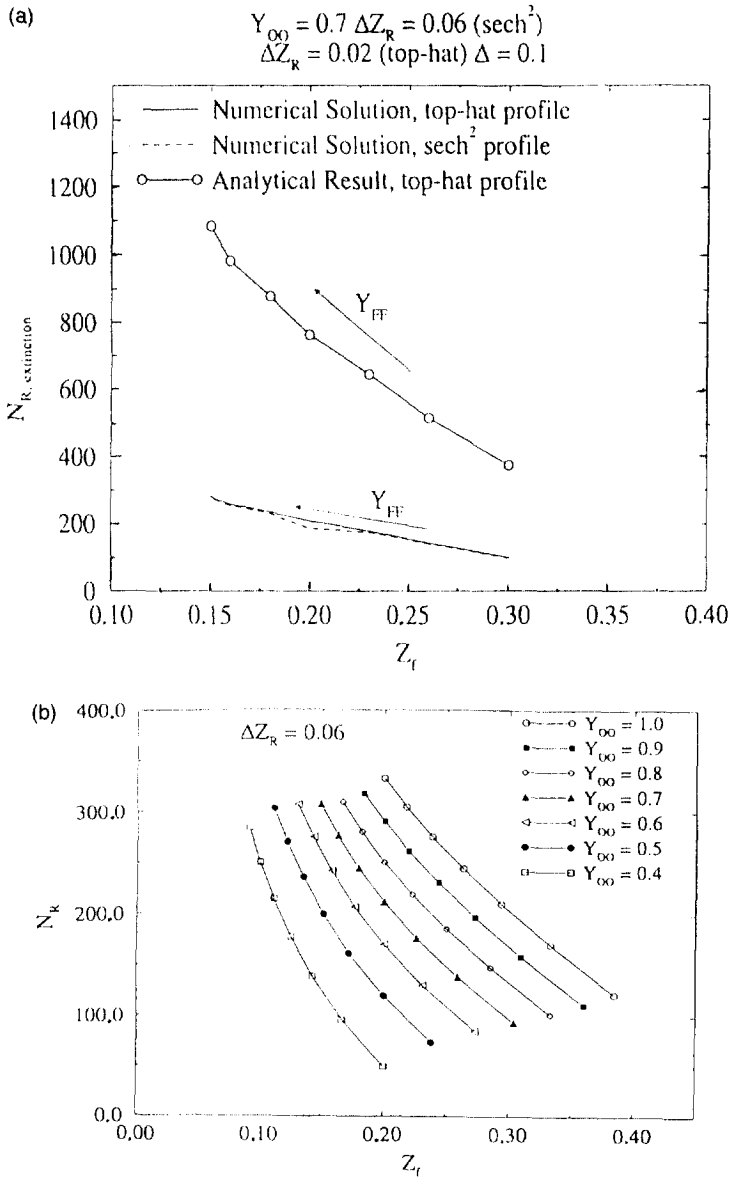 (a)
Y_OO = 0.7 ΔZ_R = 0.06 (sech²)
ΔZ_R = 0.02 (top-hat) Δ = 0.1
Numerical Solution, top-hat profile
Numerical Solution, sech² profile
Analytical Result, top-hat profile
1400
1200
1000
800
600
400
200
0
N_R, extinction
Y_FF
Y_FF
0.10 0.15 0.20 0.25 0.30 0.35 0.40
Z_f
(b)
ΔZ_R = 0.06
Y_OO = 1.0
Y_OO = 0.9
Y_OO = 0.8
Y_OO = 0.7
Y_OO = 0.6
Y_OO = 0.5
Y_OO = 0.4
400.0
300.0
200.0
100.0
0.0
N_R
0.00 0.10 0.20 0.30 0.40
Z_f